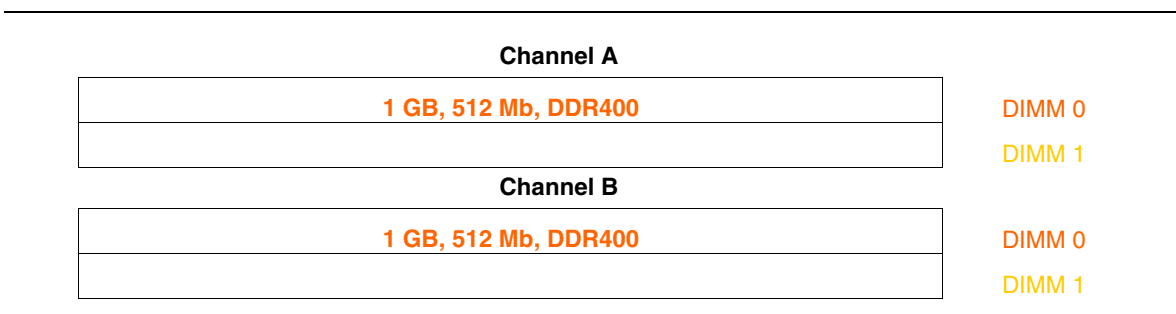 Channel A
1 GB, 512 Mb, DDR400 DIMM 0
DIMM 1
Channel B
1 GB, 512 Mb, DDR400 DIMM 0
DIMM 1